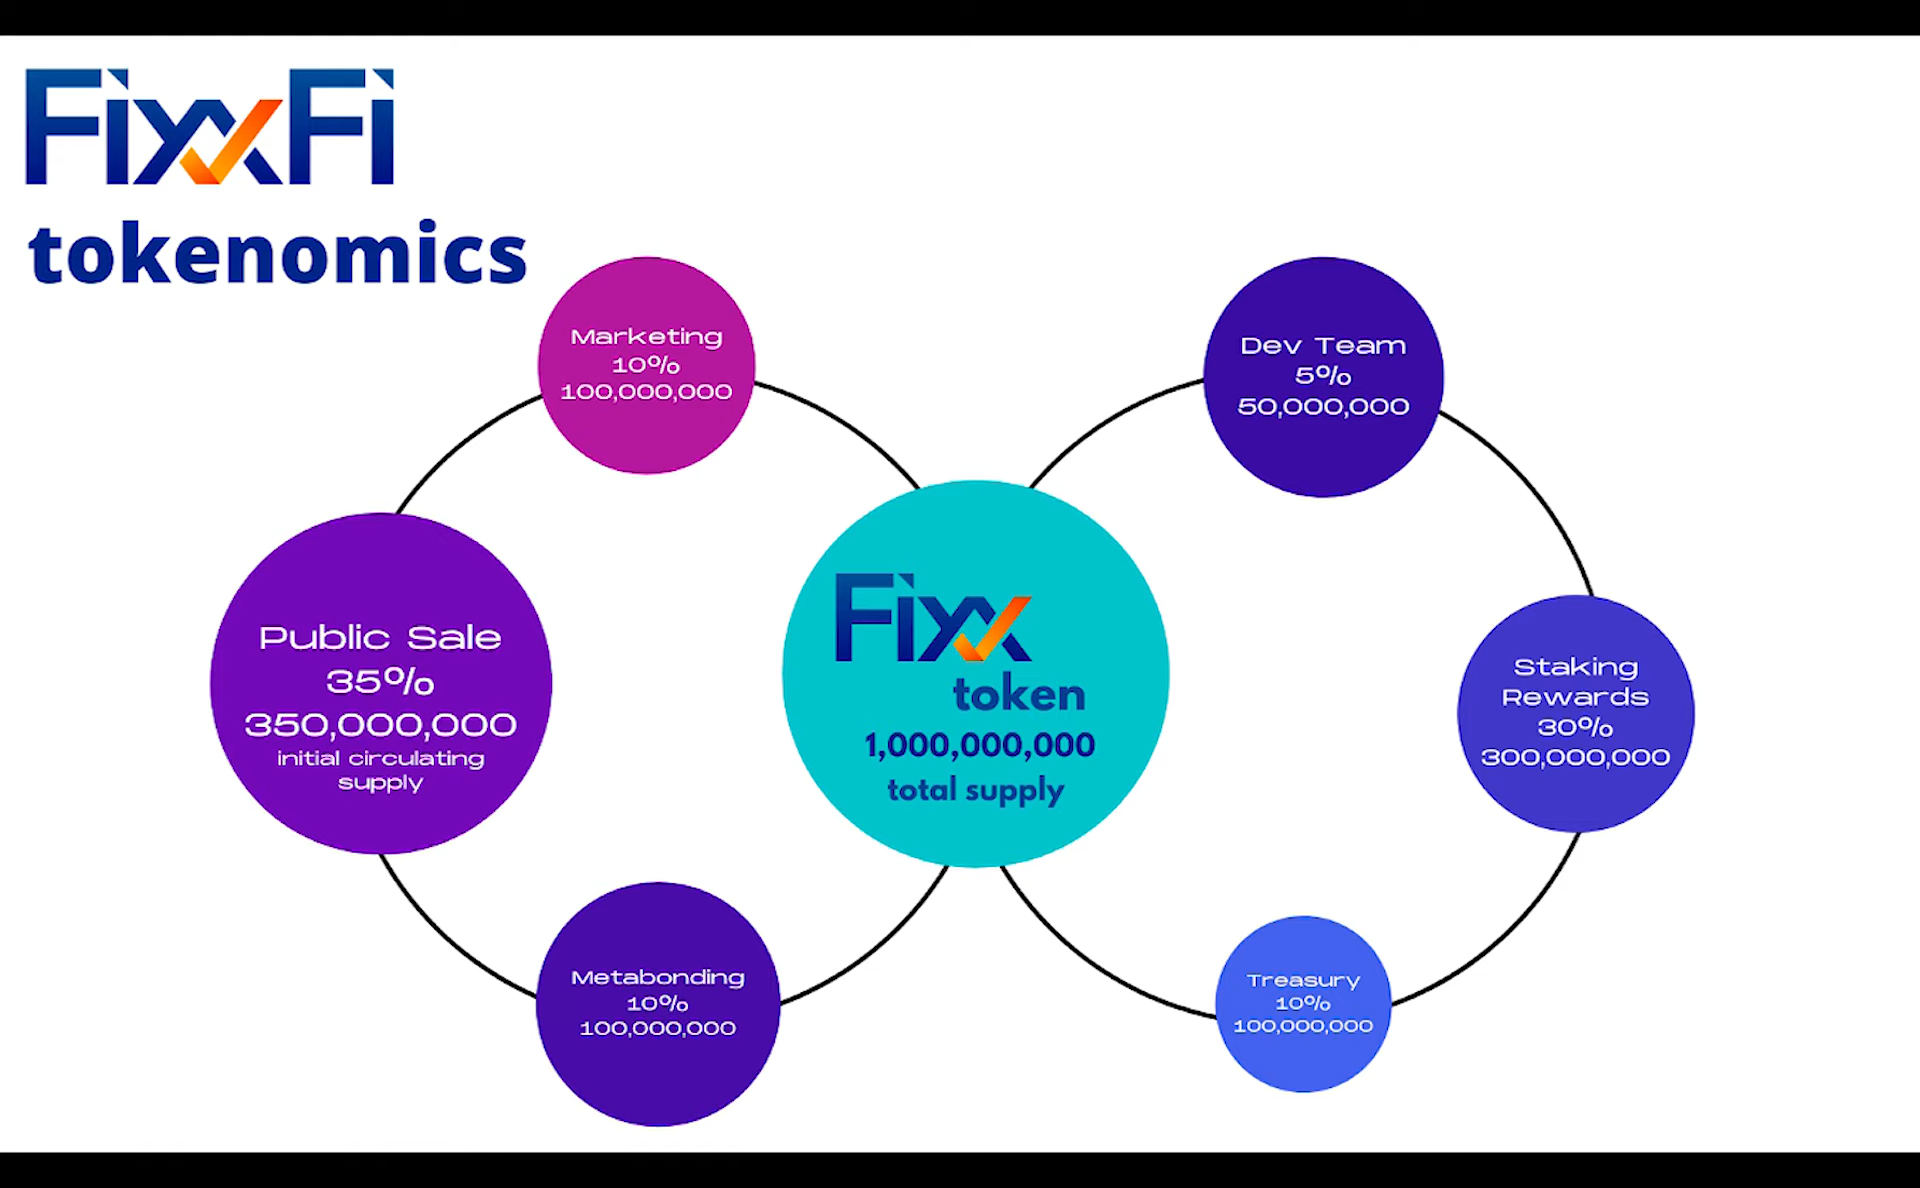 FixxFi
tokenomics
Marketing
10%
100,000,000
Dev Team
5%
50,000,000
Public Sale
35%
350,000,000
initial circulating
supply
Fixx
token
1,000,000,000
total supply
Staking
Rewards
30%
300,000,000
Metabonding
10%
100,000,000
Treasury
10%
100,000,000